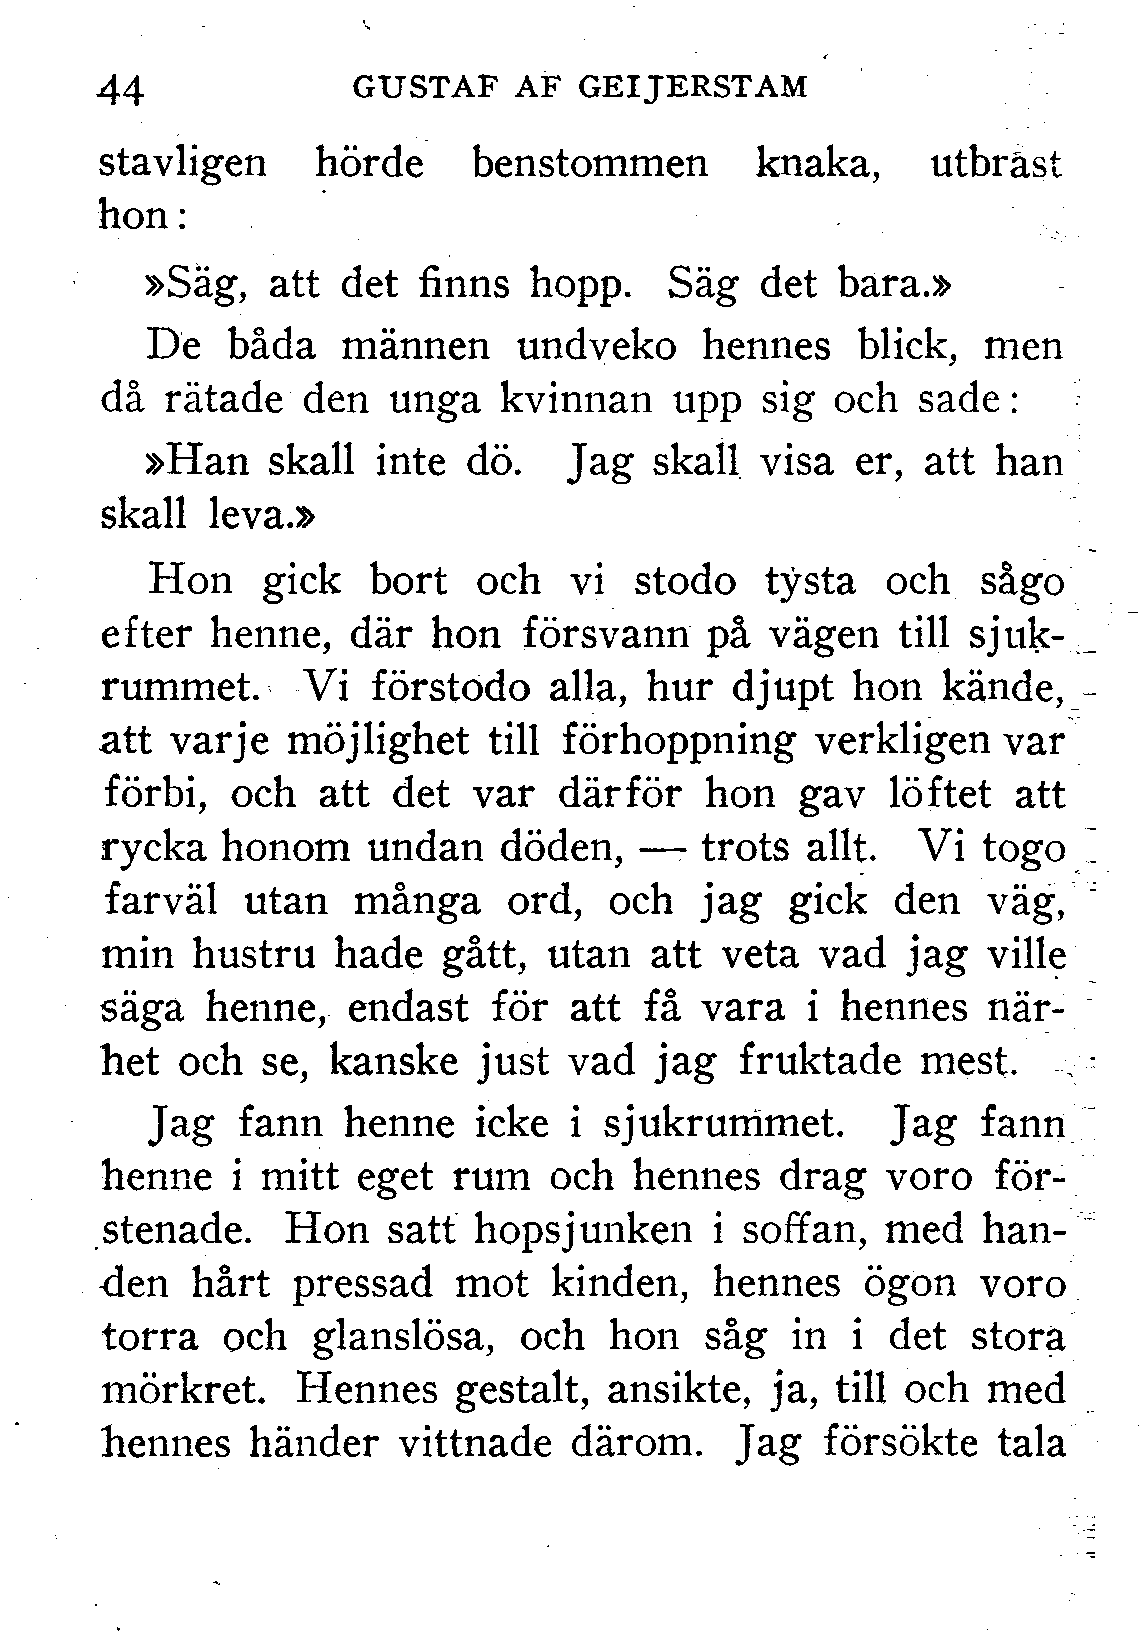 44 GUSTAF AF GEIJERSTAM
stavligen hörde benstommen knaka, utbrast
hon:
»Säg, att det finns hopp. Säg det bara.»
De båda männen undveko hennes blick, men
då rätade den unga kvinnan upp sig och sade:
»Han skall inte dö. Jag skall visa er, att han
skall leva.»
Hon gick bort och vi stodo tysta och sågo
efter henne, där hon försvann på vägen till sjuk-
rummet. Vi förstodo alla, hur djupt hon kände,
att varje möjlighet till förhoppning verkligen var
förbi, och att det var därför hon gav löftet att
rycka honom undan döden, — trots allt. Vi togo
farväl utan många ord, och jag gick den väg,
min hustru hade gått, utan att veta vad jag ville
säga henne, endast för att få vara i hennes när-
het och se, kanske just vad jag fruktade mest.
Jag fann henne icke i sjukrummet. Jag fann
henne i mitt eget rum och hennes drag voro för-
stenade. Hon satt hopsjunken i soffan, med han-
den hårt pressad mot kinden, hennes ögon voro
torra och glanslösa, och hon såg in i det stora
mörkret. Hennes gestalt, ansikte, ja, till och med
hennes händer vittnade därom. Jag försökte tala